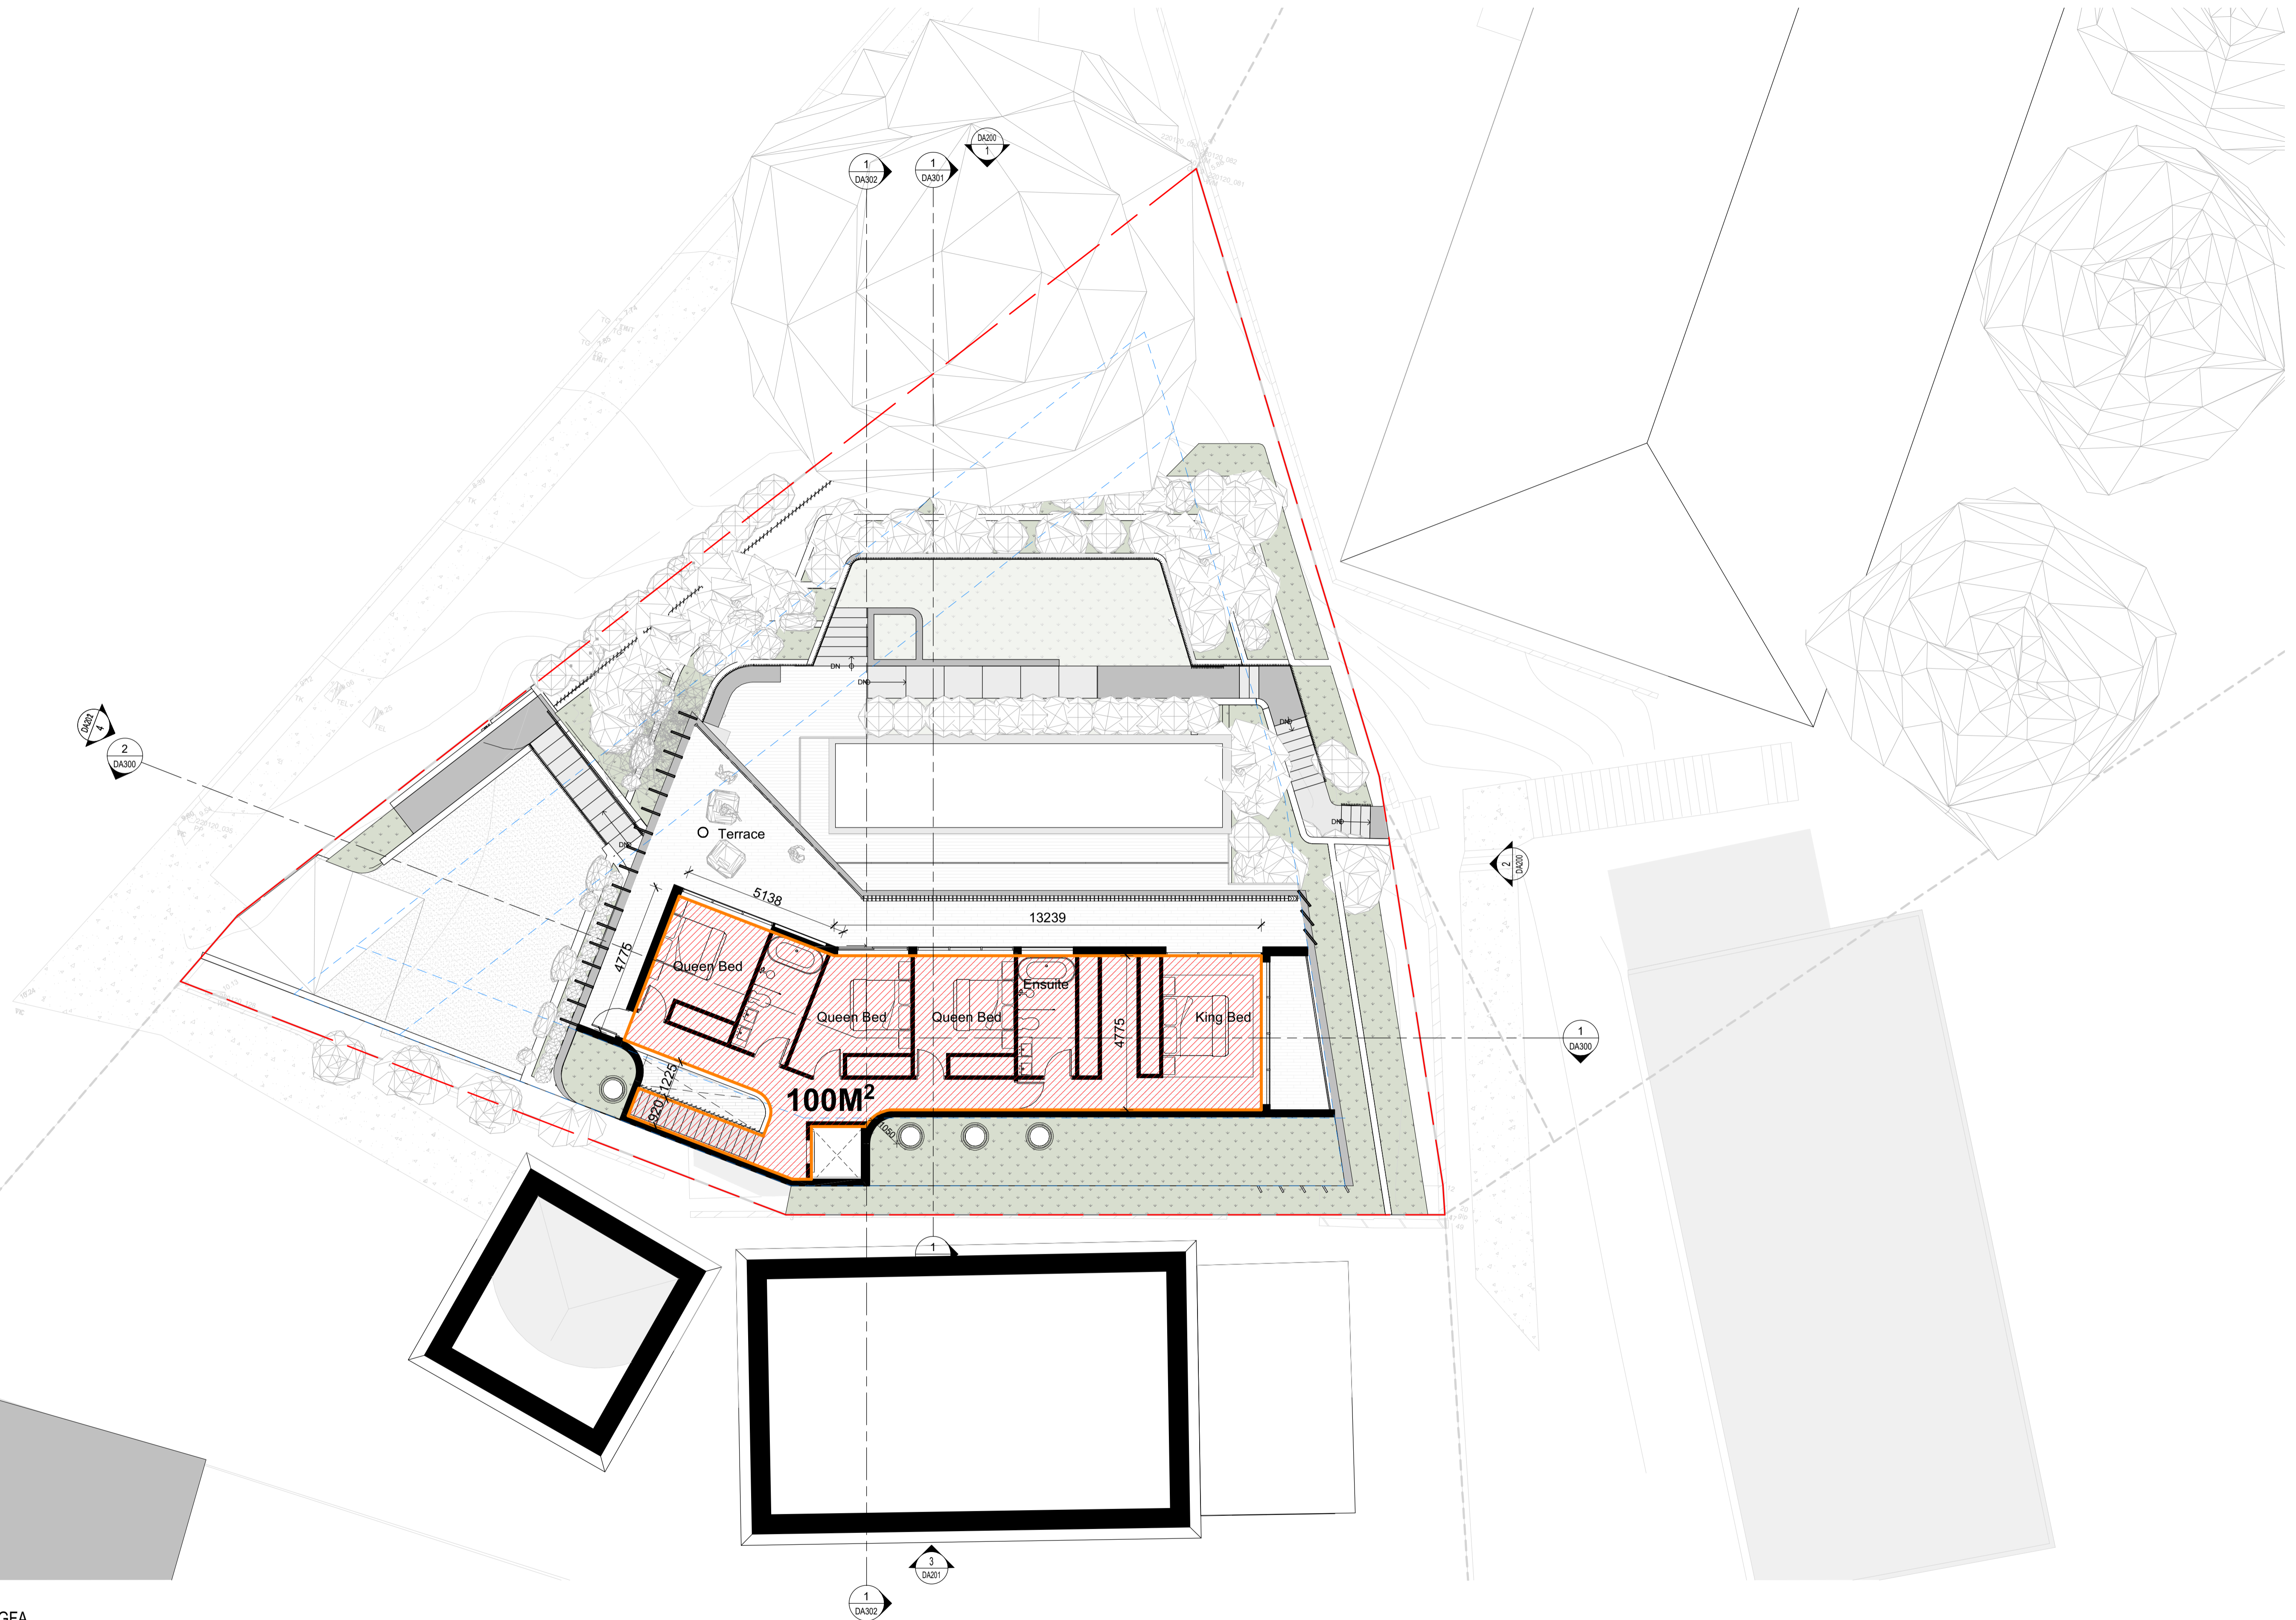 DA200
1
1
DA302
1
DA301
DN
DN
DN
DN
DN
DA202
4
2
DA300
Terrace
2
DA200
5138
13239
4775
Queen Bed
Queen Bed
Queen Bed
Ensuite
King Bed
4775
1
DA300
1225
920
100M²
1050
1
3
DA201
1
DA302
GFA